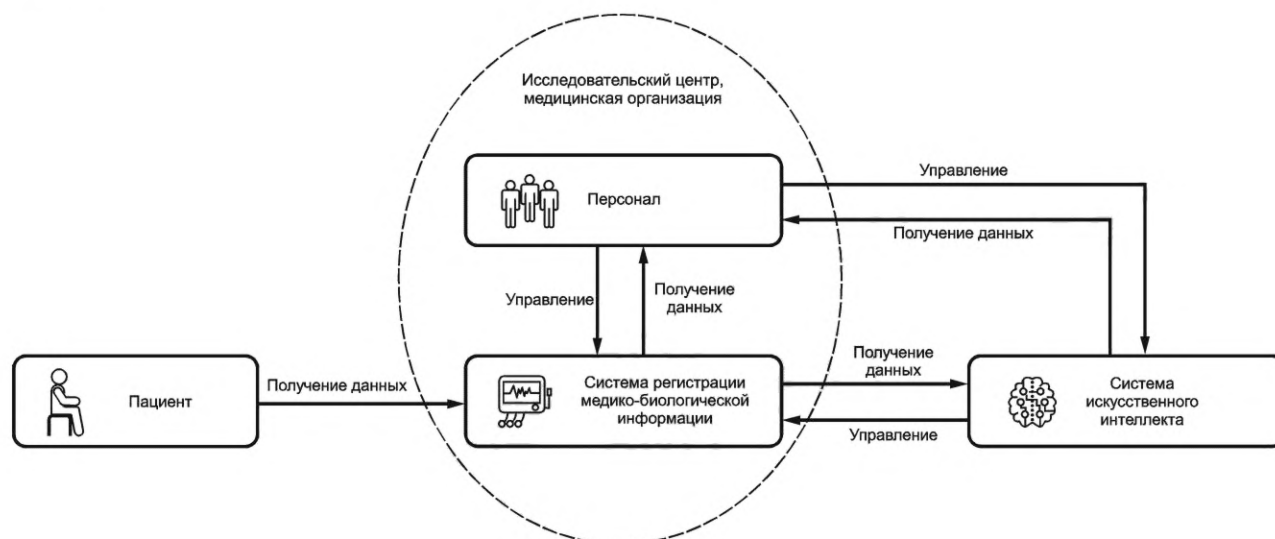 Исследовательский центр,
медицинская организация
Персонал
Управление
Получение данных
Управление
Получение
данных
Пациент
Получение данных
Система регистрации
медико-биологической
информации
Получение
данных
Управление
Система
искусственного
интеллекта